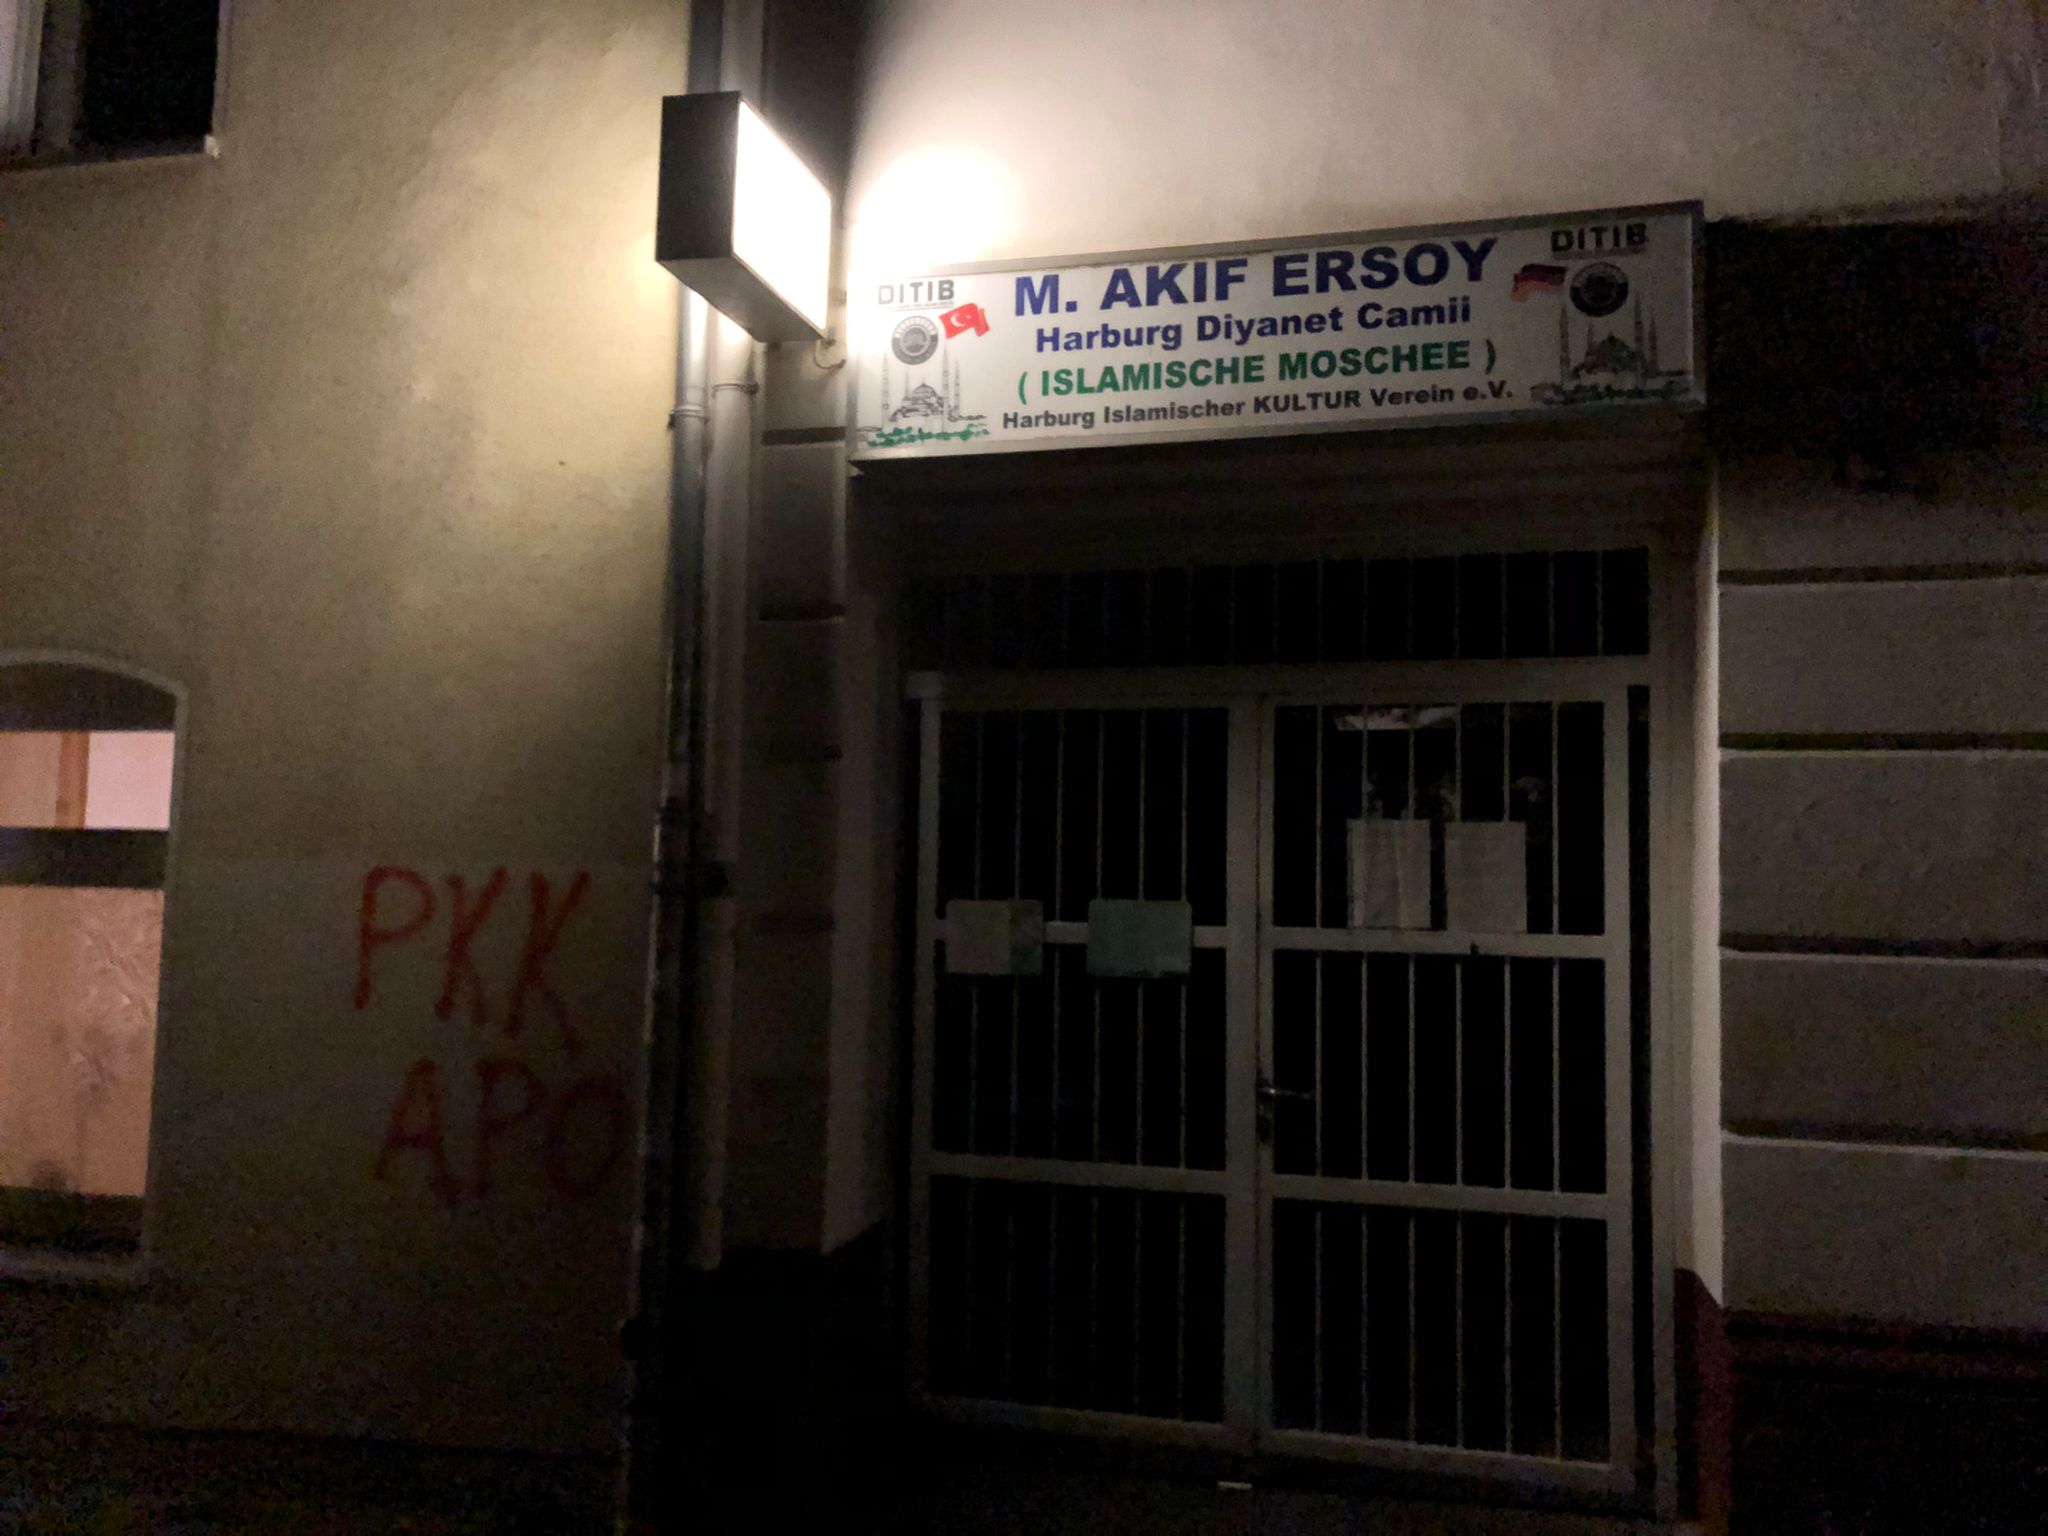 DITIB
M. AKIF ERSOY
Harburg Diyanet Camii
( ISLAMISCHE MOSCHEE )
Harburg Islamischer KULTUR Verein e.V.
DITIB
PKK
APO